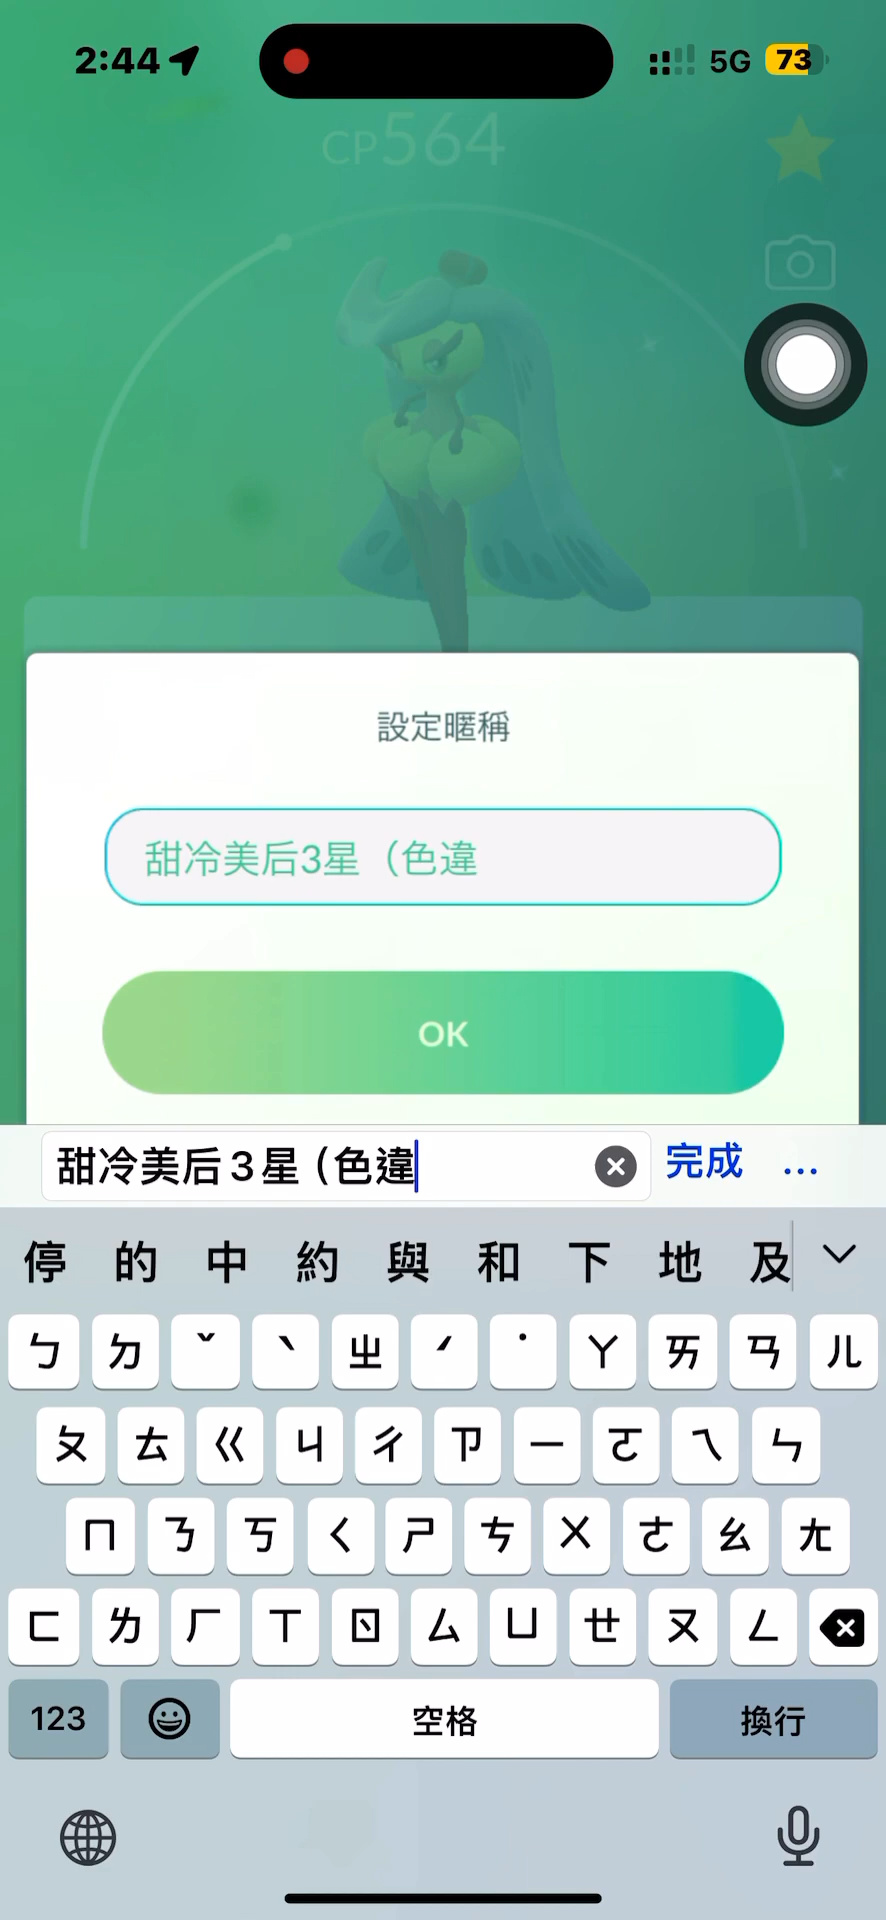 2:44
5G
73
CP564
設定暱稱
甜冷美后3星（色違
OK
甜冷美后3星（色違
完成
...
停 的 中 約 與 和 下 地 及
ㄅ ㄉ ˇ ˋ ㄓ ˊ ˙ ㄚ ㄞ ㄢ ㄦ
ㄆ ㄊ ㄍ ㄐ ㄔ ㄗ ㄧ ㄛ ㄟ ㄣ
ㄇ ㄋ ㄎ ㄑ ㄕ ㄘ ㄨ ㄜ ㄠ ㄤ
ㄈ ㄌ ㄏ ㄒ ㄖ ㄙ ㄩ ㄝ ㄡ ㄥ
123 空格 換行